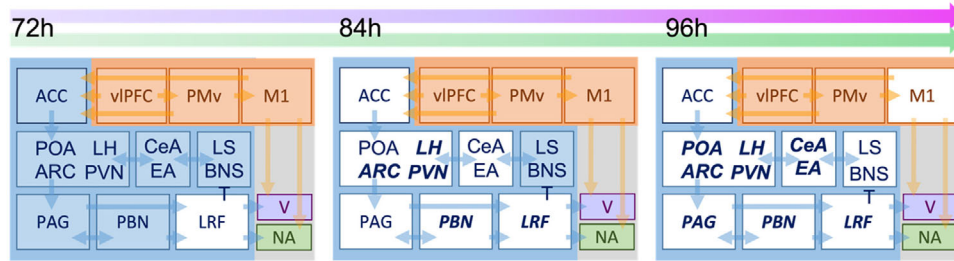 72h 84h 96h
ACC vlPFC PMv M1 ACC vlPFC PMv M1 ACC vlPFC PMv M1
POA LH CeA LS POA LH CeA LS POA LH CeA LS
ARC PVN EA BNS ARC PVN EA BNS ARC PVN EA BNS
T T T
PAG PBN LRF V PAG PBN LRF V PAG PBN LRF V
NA NA NA